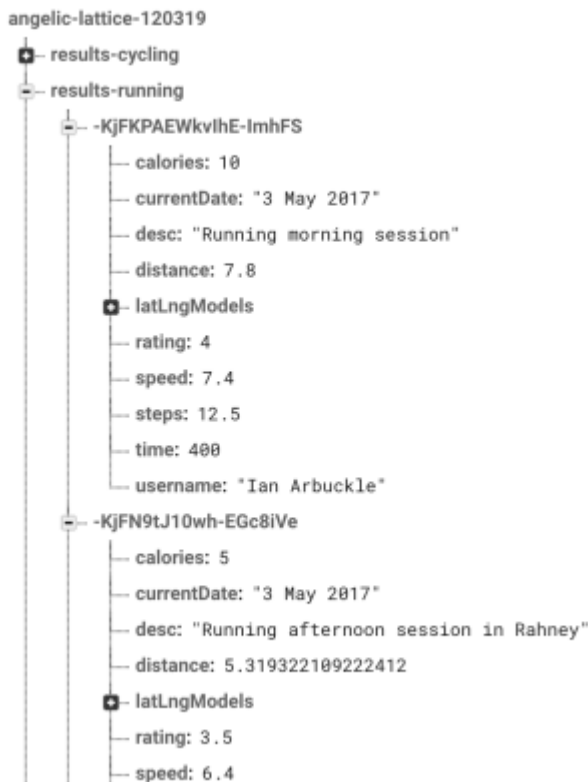 angelic-lattice-120319
results-cycling
results-running
-KjFKPAEWkvIhE-ImhFS
calories: 10
currentDate: "3 May 2017"
desc: "Running morning session"
distance: 7.8
latLngModels
rating: 4
speed: 7.4
steps: 12.5
time: 400
username: "Ian Arbuckle"
-KjFN9tJ10wh-EGc8iVe
calories: 5
currentDate: "3 May 2017"
desc: "Running afternoon session in Rahney"
distance: 5.319322109222412
latLngModels
rating: 3.5
speed: 6.4